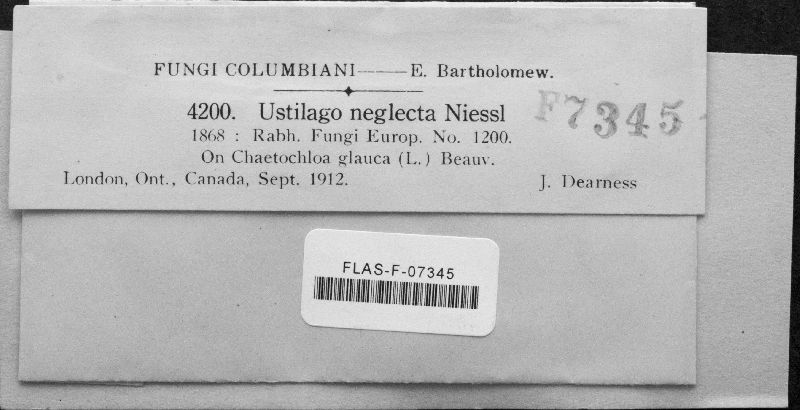 FUNGI COLUMBIANI——E. Bartholomew.
4200. Ustilago neglecta Niessl
1868 : Rabh. Fungi Europ. No. 1200.
On Chaetochloa glauca (L.) Beauv.
London, Ont., Canada, Sept. 1912. J. Dearness
F7345
FLAS-F-07345